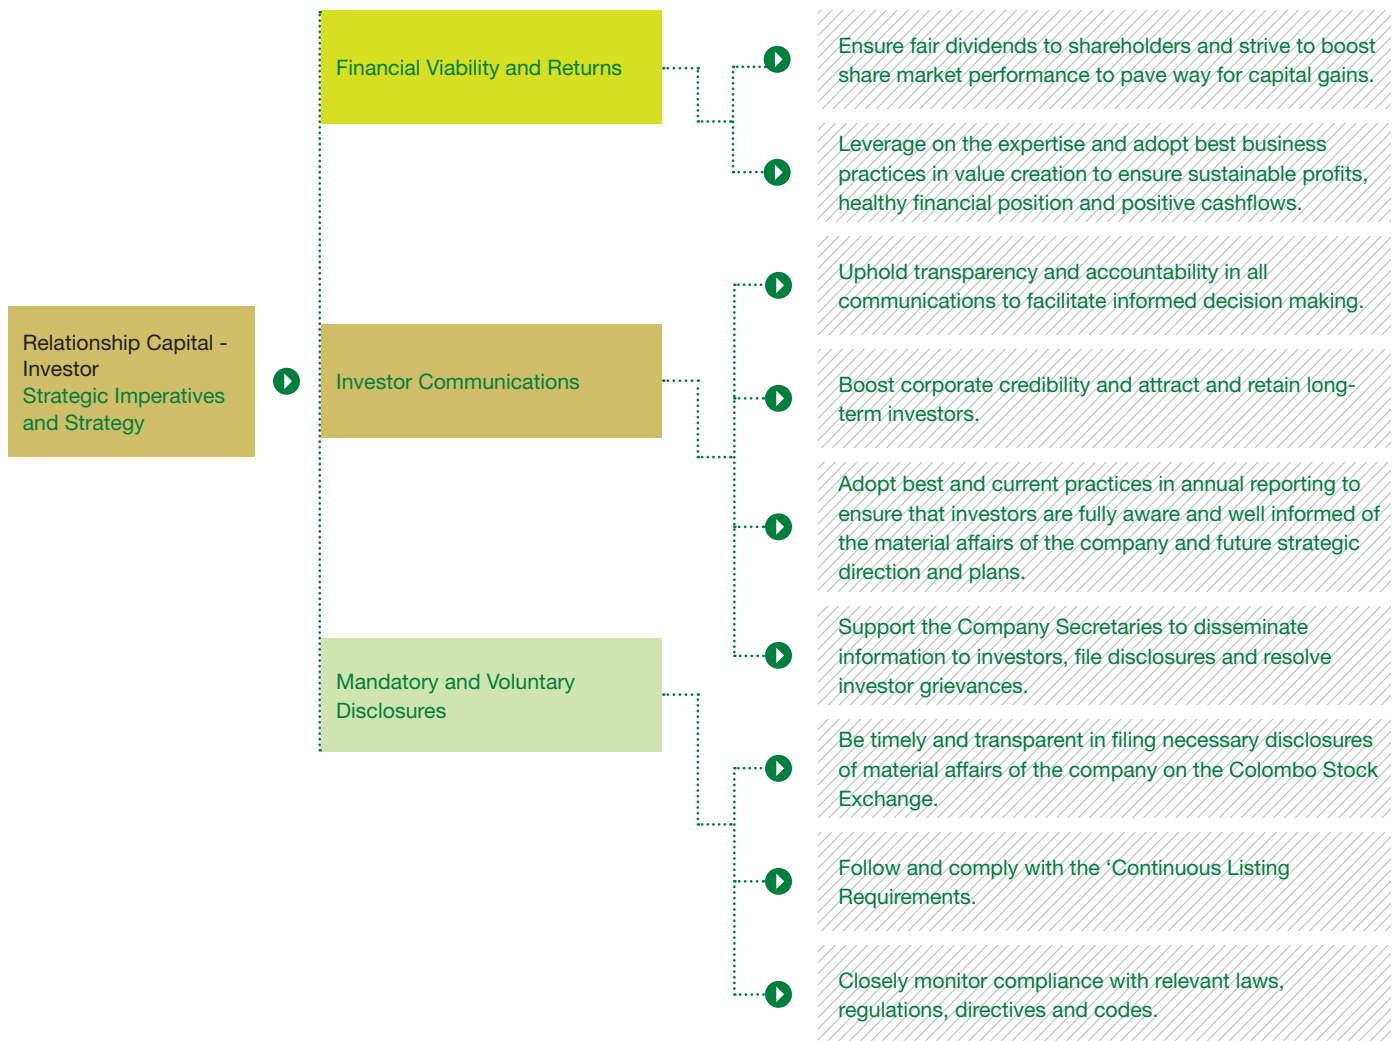 Relationship Capital -
Investor
Strategic Imperatives
and Strategy
Financial Viability and Returns
Ensure fair dividends to shareholders and strive to boost
share market performance to pave way for capital gains.
Leverage on the expertise and adopt best business
practices in value creation to ensure sustainable profits,
healthy financial position and positive cashflows.
Investor Communications
Uphold transparency and accountability in all
communications to facilitate informed decision making.
Boost corporate credibility and attract and retain long-
term investors.
Adopt best and current practices in annual reporting to
ensure that investors are fully aware and well informed of
the material affairs of the company and future strategic
direction and plans.
Support the Company Secretaries to disseminate
information to investors, file disclosures and resolve
investor grievances.
Mandatory and Voluntary
Disclosures
Be timely and transparent in filing necessary disclosures
of material affairs of the company on the Colombo Stock
Exchange.
Follow and comply with the ‘Continuous Listing
Requirements.
Closely monitor compliance with relevant laws,
regulations, directives and codes.